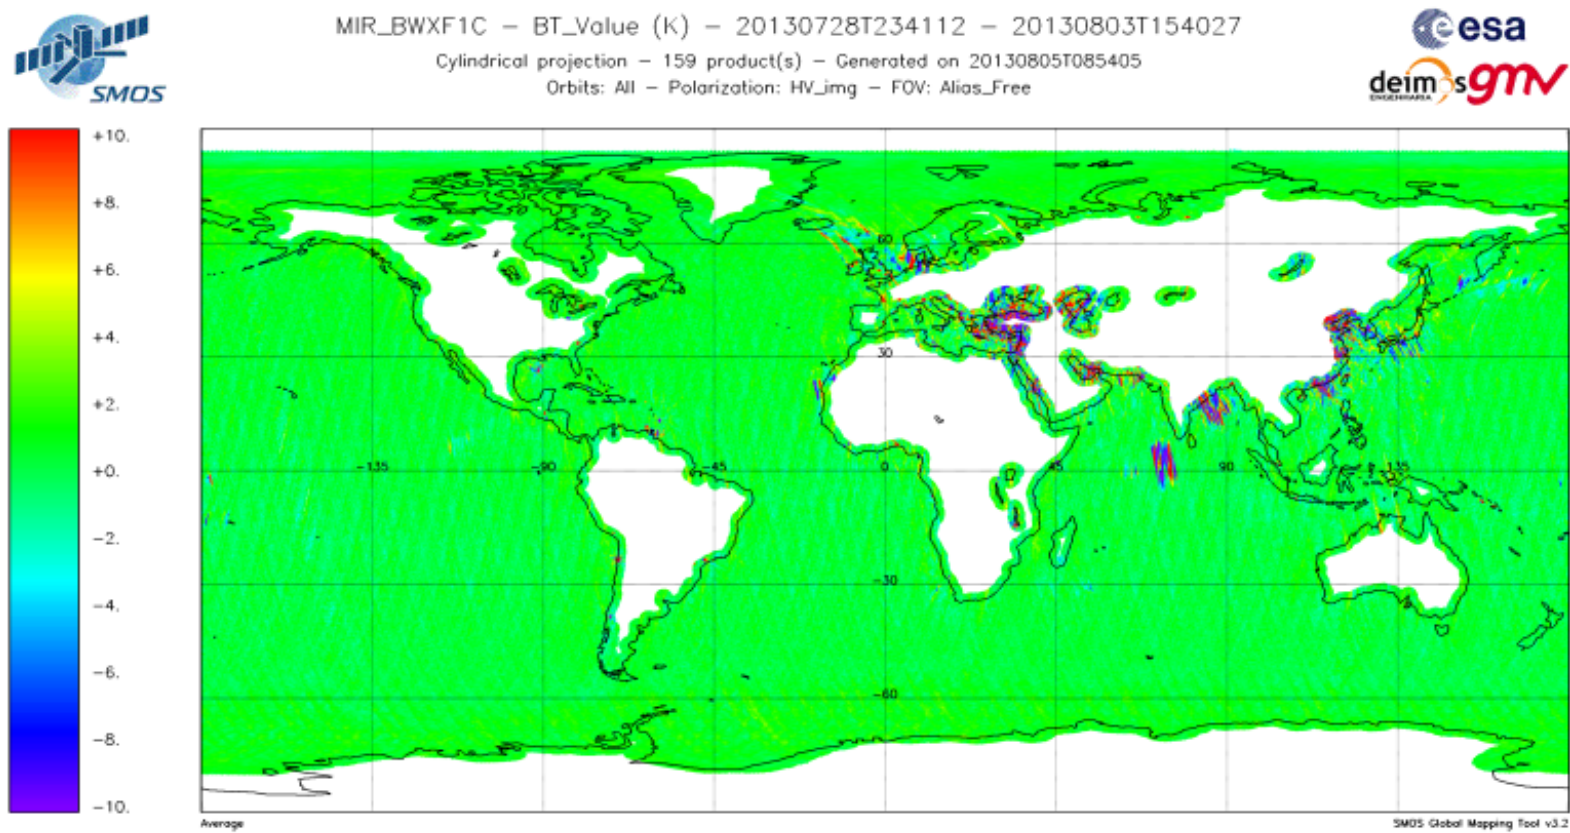 SMOS
MIR_BWXF1C - BT_Value (K) - 20130728T234112 - 20130803T154027
Cylindrical projection - 159 product(s) - Generated on 20130805T085405
Orbits: All - Polarization: HV_img - FOV: Alias_Free
esa
deimos
ENGENHARIA
gmv
+10.
+8.
+6.
+4.
+2.
+0.
-2.
-4.
-6.
-8.
-10.
60
30
-135
-90
-45
0
45
90
135
-30
-60
Average
SMOS Global Mapping Tool v3.2